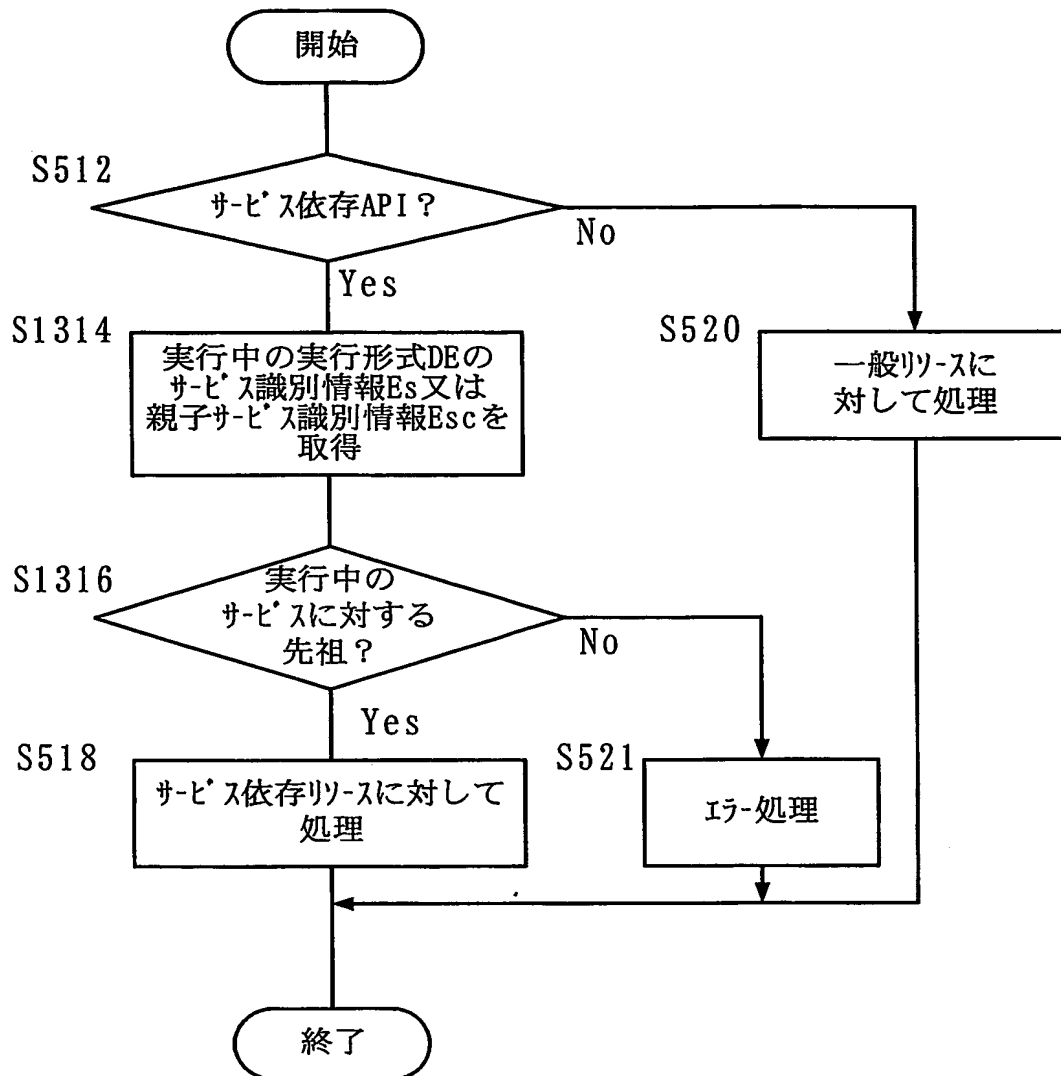 開始
S512
ｻｰﾋﾞｽ依存API？
No
Yes
S1314
実行中の実行形式DEの
ｻｰﾋﾞｽ識別情報Es又は
親子ｻｰﾋﾞｽ識別情報Escを
取得
S520
一般ﾘｿｰｽに
対して処理
S1316
実行中の
ｻｰﾋﾞｽに対する
先祖？
No
Yes
S518
ｻｰﾋﾞｽ依存ﾘｿｰｽに対して
処理
S521
ｴﾗｰ処理
終了